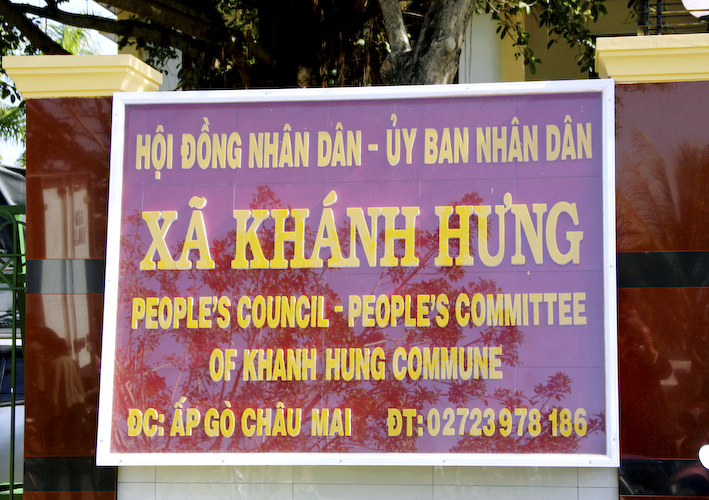 HỘI ĐỒNG NHÂN DÂN - ỦY BAN NHÂN DÂN
XÃ KHÁNH HƯNG
PEOPLE'S COUNCIL - PEOPLE'S COMMITTEE
OF KHANH HUNG COMMUNE
ĐC: ẤP GÒ CHÂU MAI ĐT: 02723 978 186